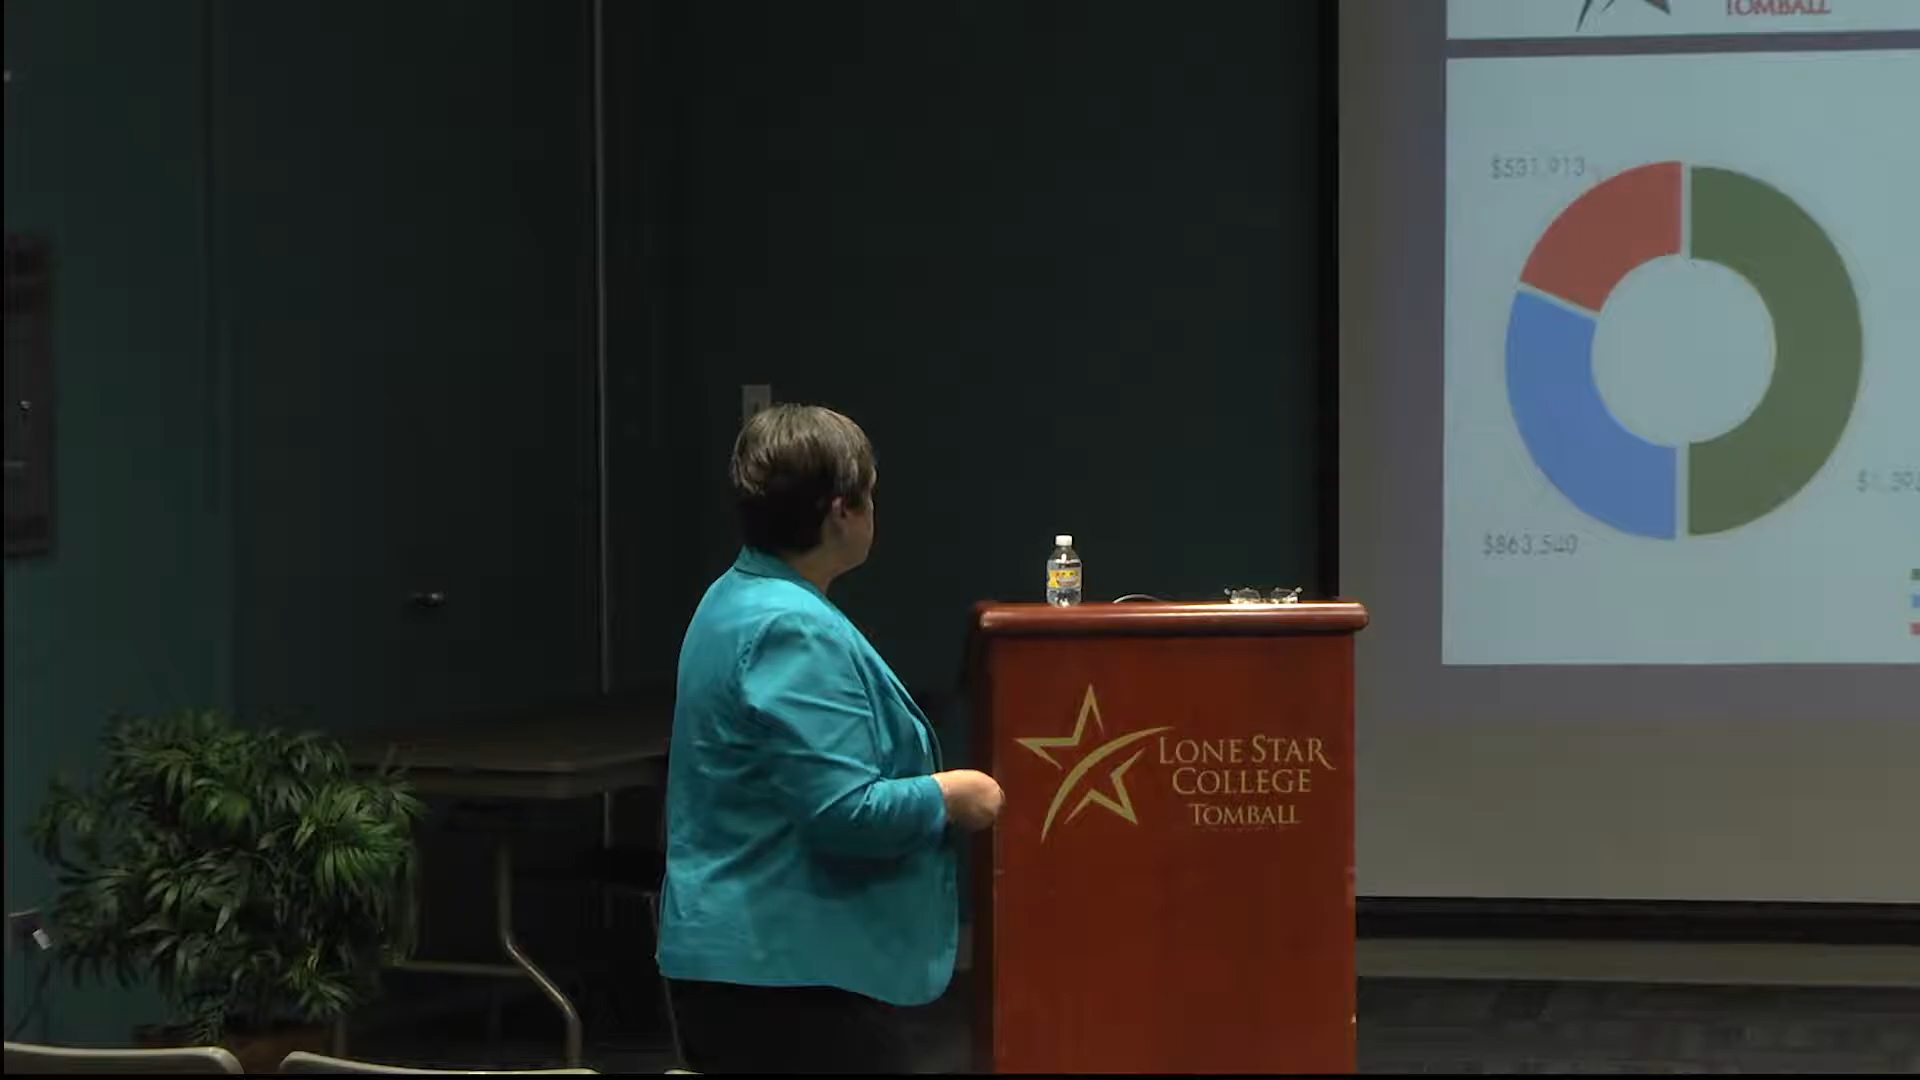 TOMBALL
$531,913
$863,540
LONE STAR
COLLEGE
TOMBALL